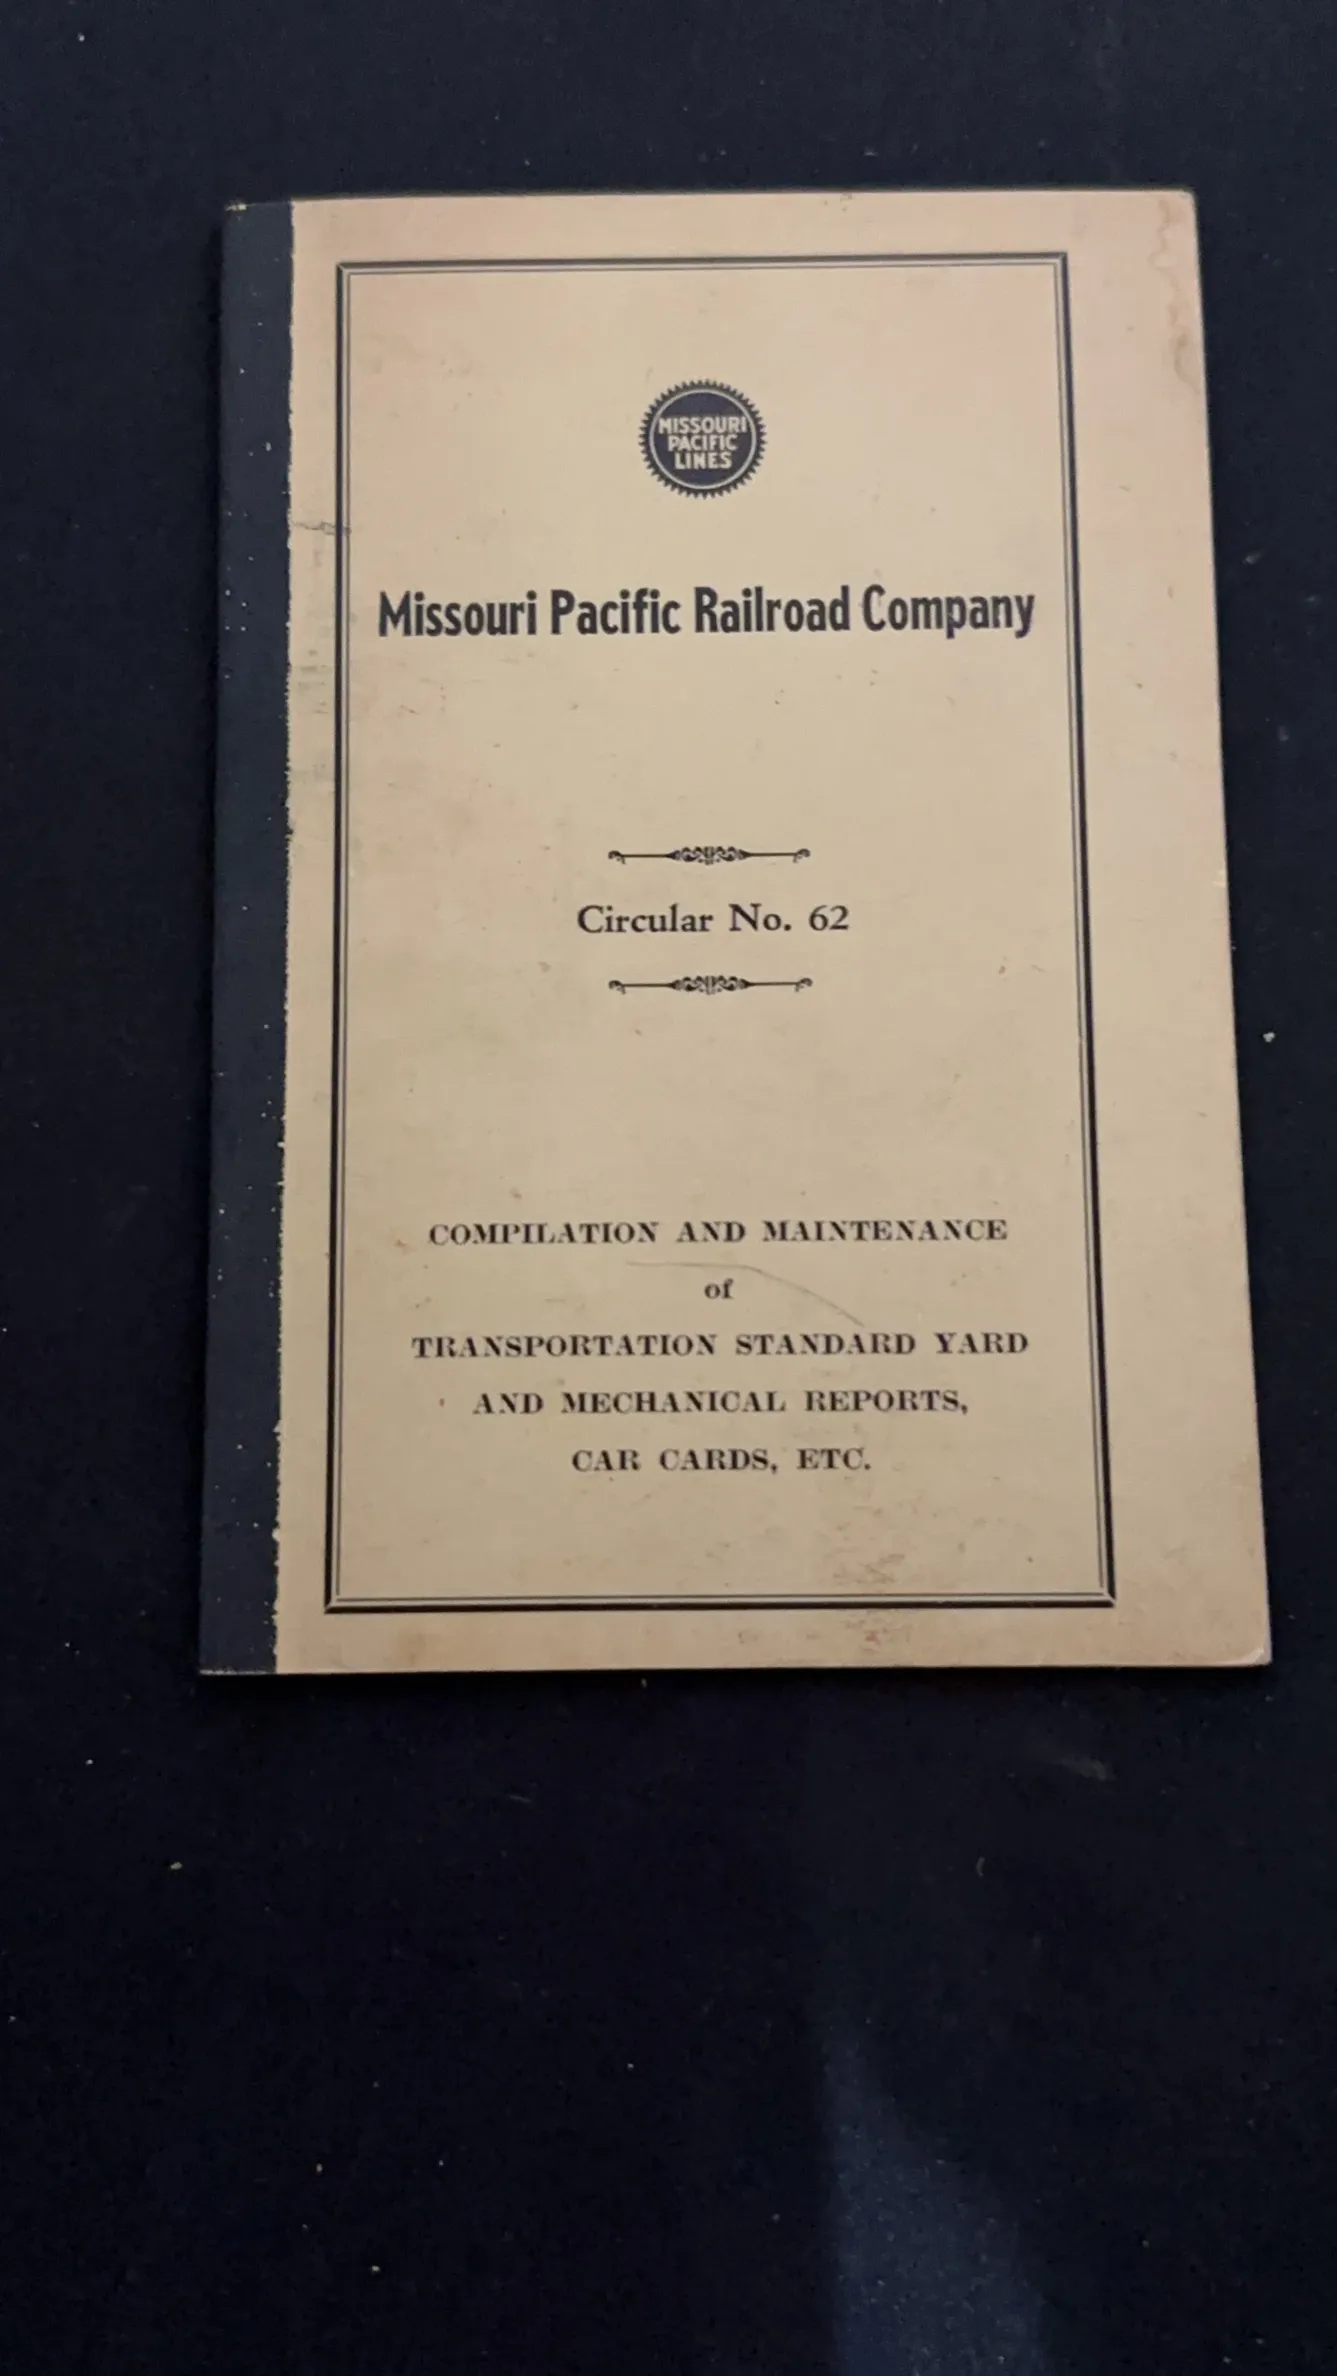 MISSOURI
PACIFIC
LINES
Missouri Pacific Railroad Company
Circular No. 62
COMPILATION AND MAINTENANCE
of
TRANSPORTATION STANDARD YARD
AND MECHANICAL REPORTS,
CAR CARDS, ETC.